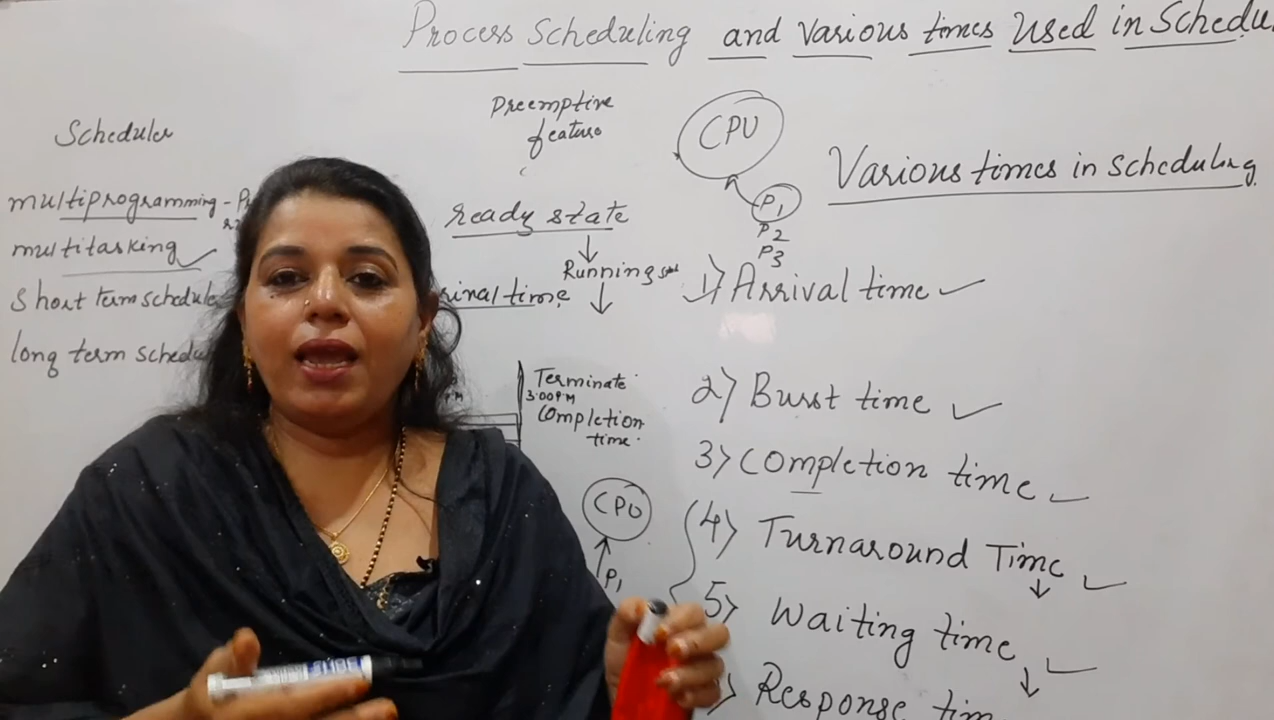 Process Scheduling and Various times Used in Schedu
Scheduler
multiprogramming - P
multitasking
Short term schedule
long term schedu
Preemptive
feature
ready state
Running
time
Terminate
3:00 P.M
Completion
time.
CPU
P1
CPU
P1
P2
P3
Various times in scheduling
1) Arrival time
2) Burst time
3) Completion time
4) Turnaround Time
5) Waiting time
Response tim